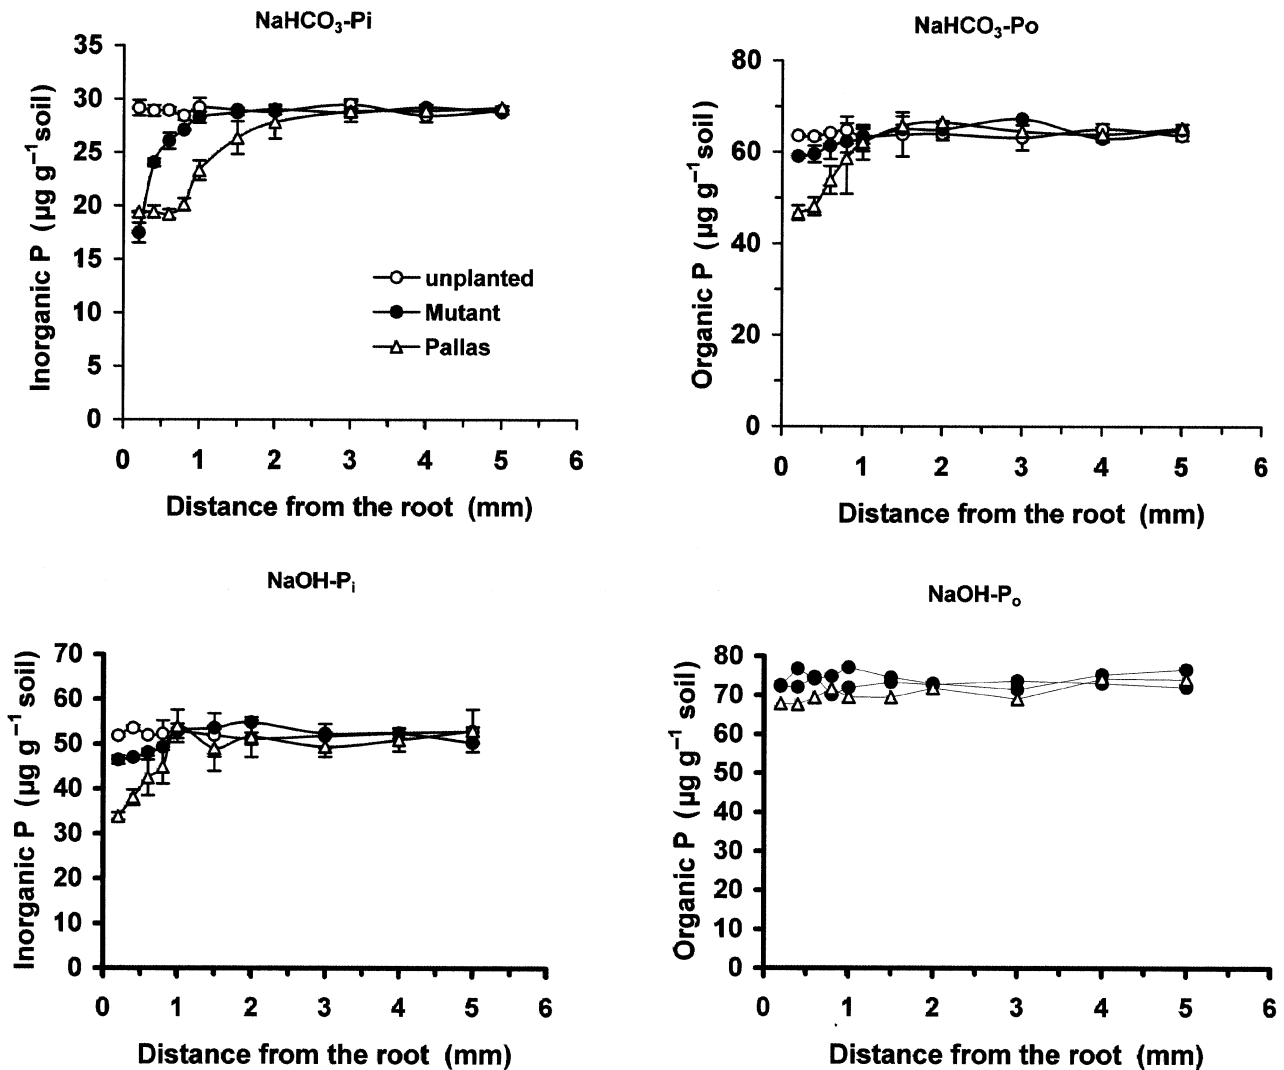 NaHCO₃-Pi
Inorganic P (µg g⁻¹ soil)
35
30
25
20
15
10
5
0
unplanted
Mutant
Pallas
0 1 2 3 4 5 6
Distance from the root (mm)
NaHCO₃-Po
Organic P (µg g⁻¹ soil)
80
60
40
20
0
0 1 2 3 4 5 6
Distance from the root (mm)
NaOH-Pᵢ
Inorganic P (µg g⁻¹ soil)
70
60
50
40
30
20
10
0
0 1 2 3 4 5 6
Distance from the root (mm)
NaOH-Pₒ
Organic P (µg g⁻¹ soil)
80
70
60
50
40
30
20
10
0
0 1 2 3 4 5 6
Distance from the root (mm)